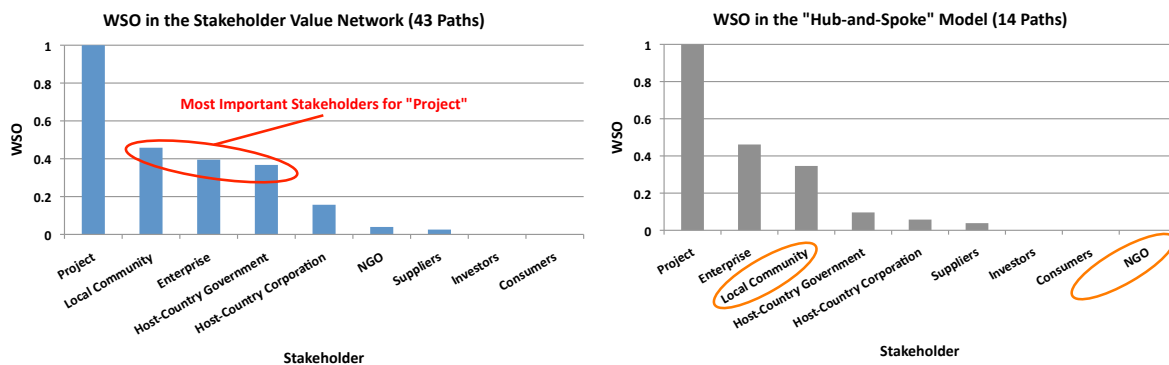 WSO in the Stakeholder Value Network (43 Paths)
1
0.8
0.6
0.4
0.2
0
WSO
Most Important Stakeholders for "Project"
Project
Local Community
Enterprise
Host-Country Government
Host-Country Corporation
NGO
Suppliers
Investors
Consumers
Stakeholder
WSO in the "Hub-and-Spoke" Model (14 Paths)
1
0.8
0.6
0.4
0.2
0
WSO
Project
Enterprise
Local Community
Host-Country Government
Host-Country Corporation
Suppliers
Investors
Consumers
NGO
Stakeholder